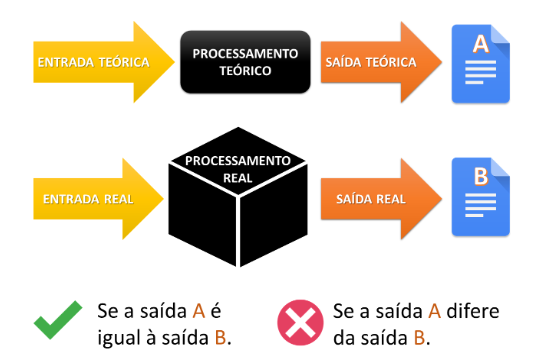 ENTRADA TEÓRICA
PROCESSAMENTO
TEÓRICO
SAÍDA TEÓRICA
A
PROCESSAMENTO
REAL
ENTRADA REAL
SAÍDA REAL
B
Se a saída A é
igual à saída B.
Se a saída A difere
da saída B.